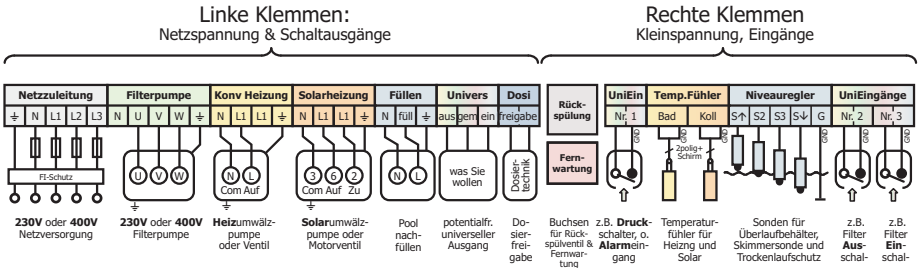 Linke Klemmen:
Netzspannung & Schaltausgänge
Rechte Klemmen
Kleinspannung, Eingänge
Netzzuleitung Filterpumpe Konv Heizung Solarheizung Füllen Univers Dosi
⏚ N L1 L2 L3 N U V W ⏚ N L1 L1 ⏚ N L1 L1 ⏚ N füll ⏚ aus gem ein freigabe
Rück-
spülung
Fern-
wartung
UniEin Temp.Fühler Niveauregler UniEingänge
Nr. 1 Bad Koll S↑ S2 S3 S↓ G Nr. 2 Nr. 3
GND GND GND GND GND
2polig+
Schirm
FI-Schutz
U V W
N L
Com Auf
3 6 2
Com Auf Zu
N L
was Sie
wollen
Dosier-
technik
230V oder 400V
Netzversorgung
230V oder 400V
Filterpumpe
Heizumwälz-
pumpe
oder Ventil
Solarumwälz-
pumpe oder
Motorventil
Pool
nach-
füllen
potentialfr.
universeller
Ausgang
Do-
sier-
frei-
gabe
Buchsen
für Rück-
spülventil &
Fernwar-
tung
z.B. Druck-
schalter, o.
Alarmein-
gang
Temperatur-
fühler für
Heizng und
Solar
Sonden für
Überlaufbehälter,
Skimmersonde und
Trockenlaufschutz
z.B.
Filter
Aus-
schal-
z.B.
Filter
Ein-
schal-